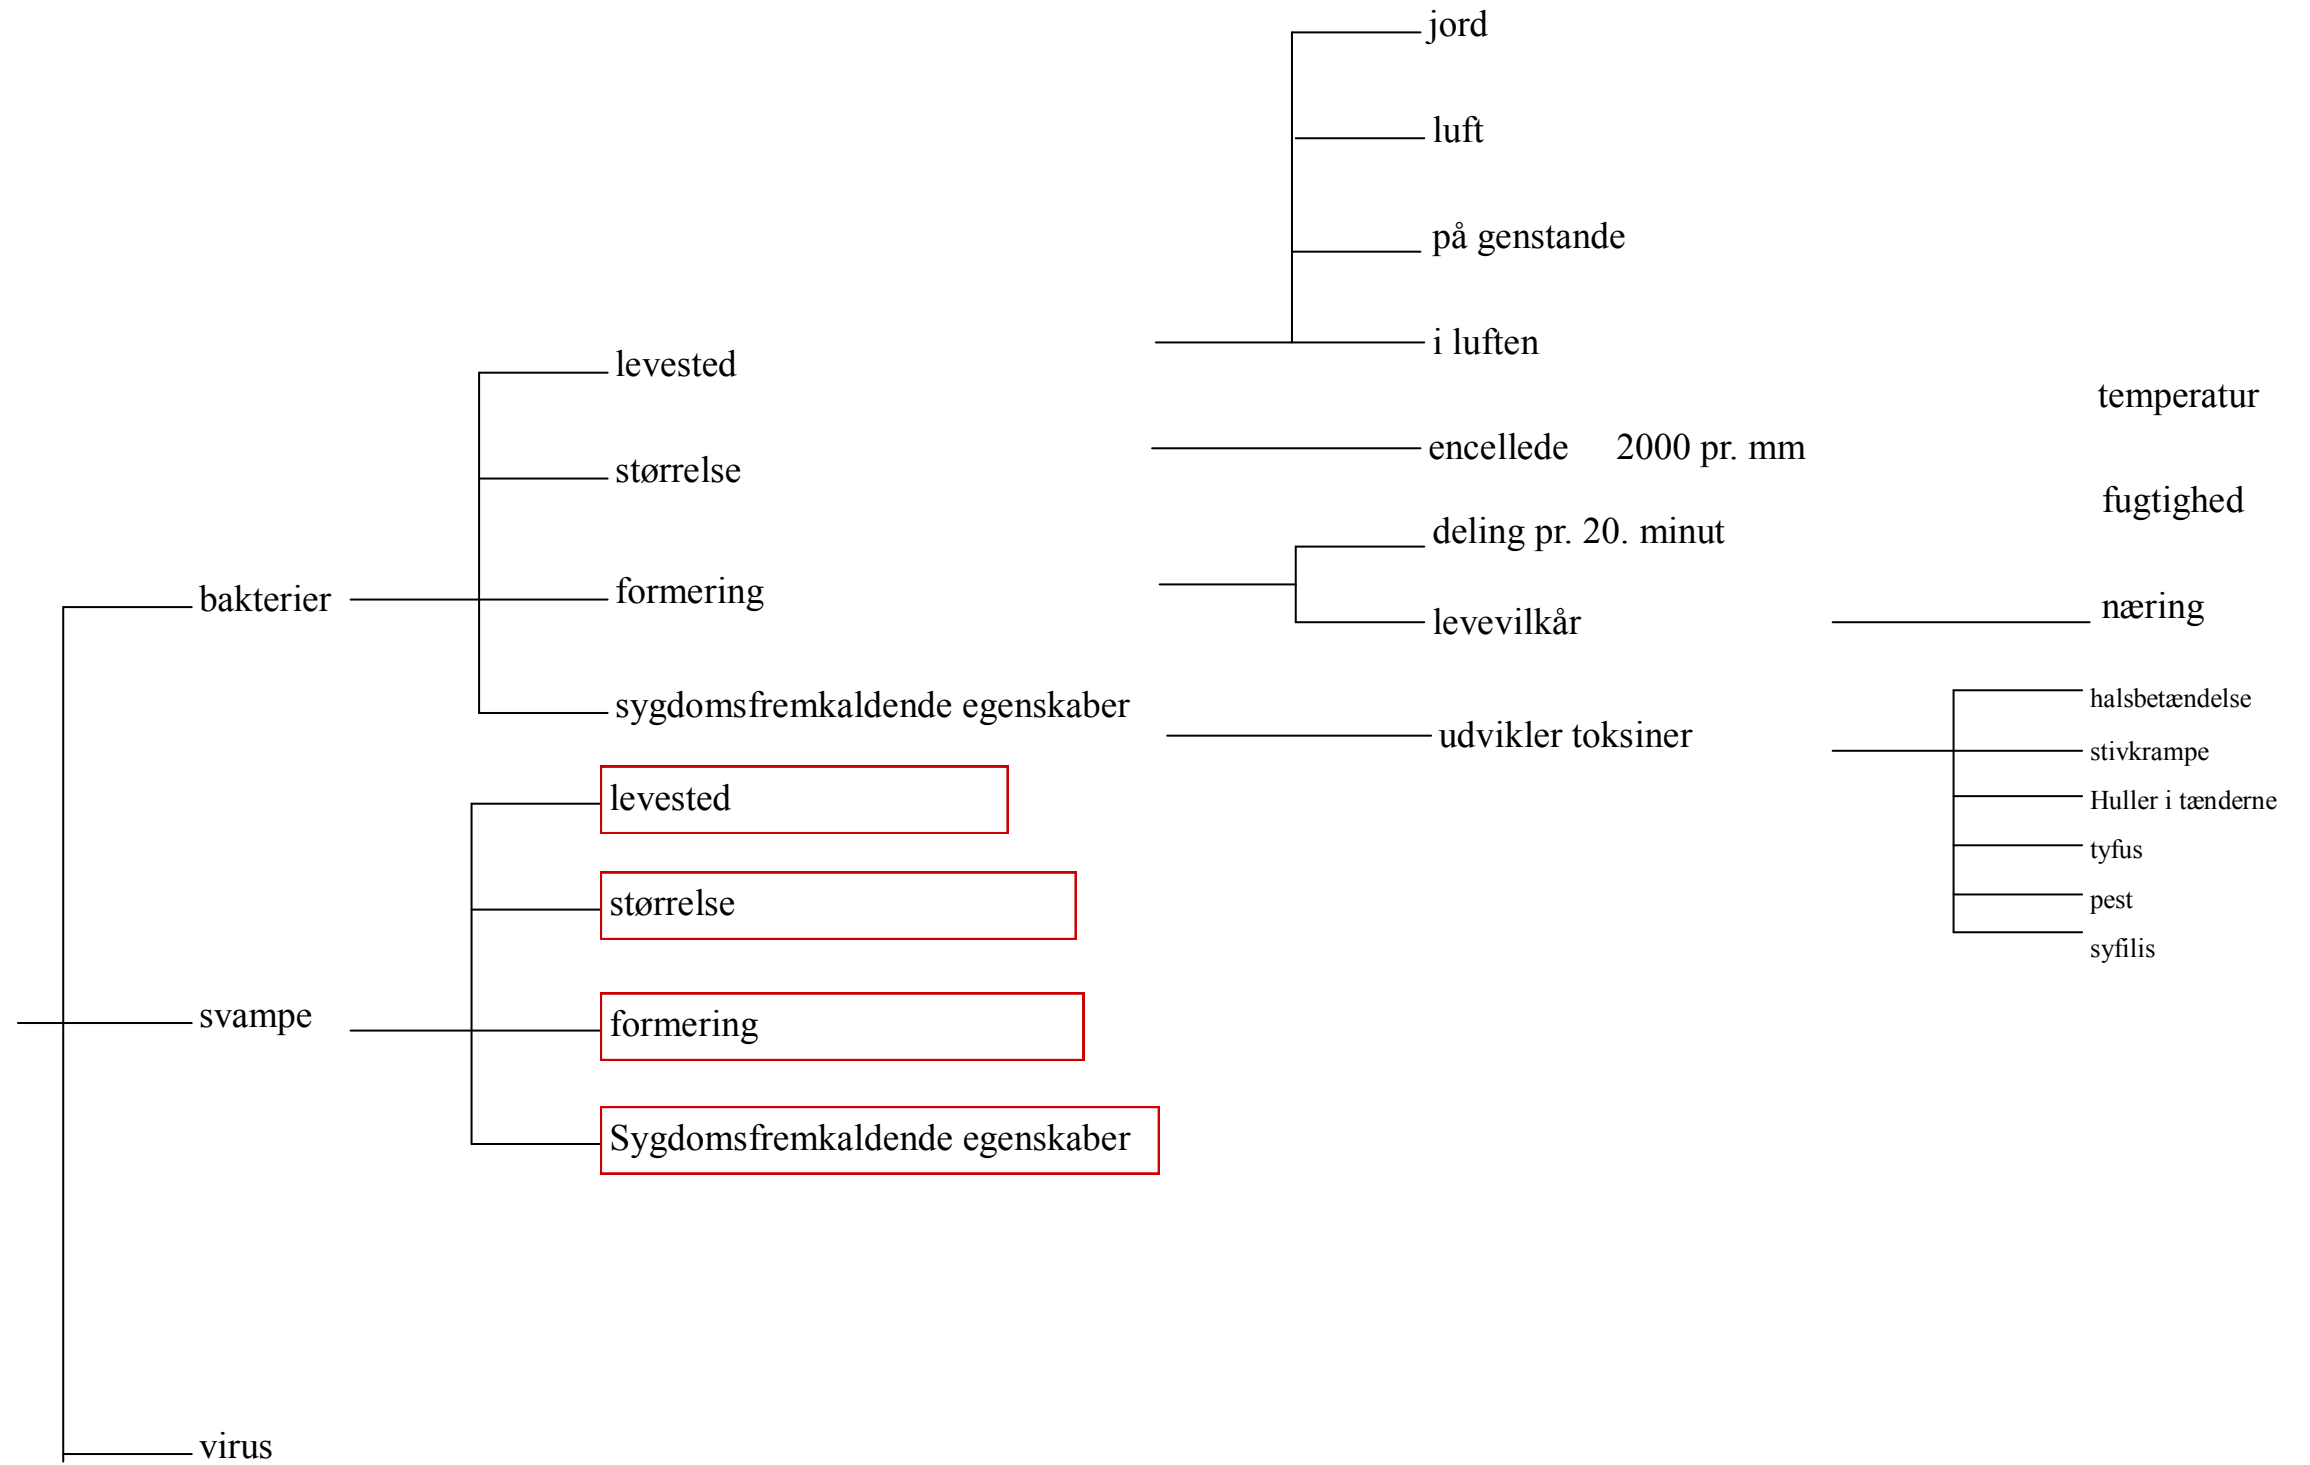 jord
luft
på genstande
i luften
levested
temperatur
størrelse
encellede 2000 pr. mm
fugtighed
deling pr. 20. minut
bakterier
formering
levevilkår
næring
sygdomsfremkaldende egenskaber
udvikler toksiner
halsbetændelse
stivkrampe
Huller i tænderne
tyfus
pest
syfilis
levested
størrelse
svampe
formering
Sygdomsfremkaldende egenskaber
virus